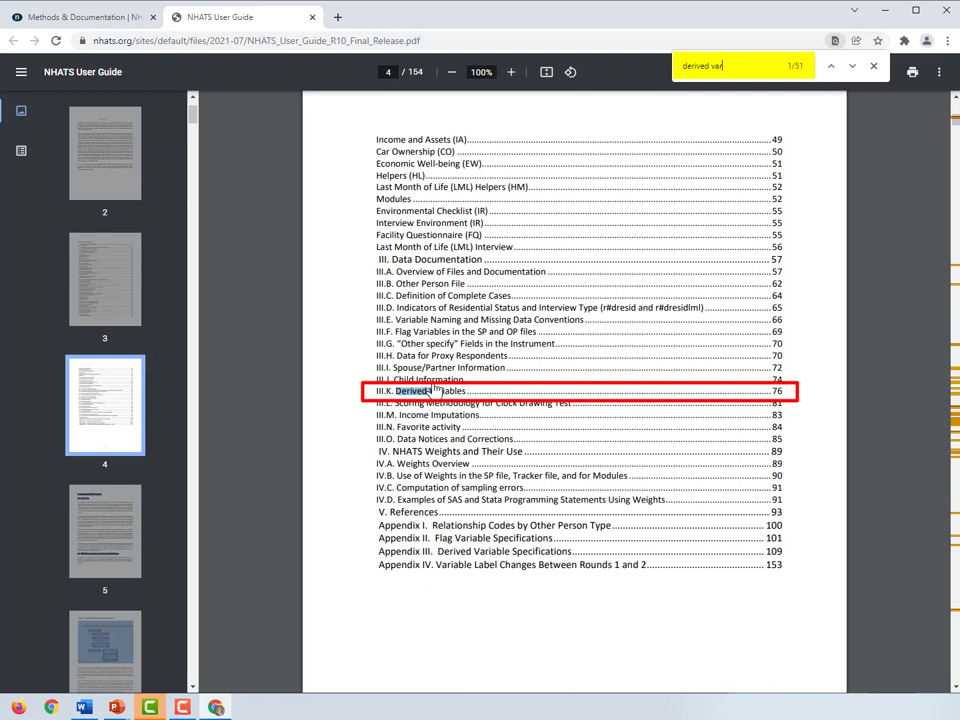 Methods & Documentation | NH
NHATS User Guide
nhats.org/sites/default/files/2021-07/NHATS_User_Guide_R10_Final_Release.pdf
NHATS User Guide
4 / 154
100%
derived var
1/51
Income and Assets (IA) 49
Car Ownership (CO) 50
Economic Well-being (EW) 51
Helpers (HL) 51
Last Month of Life (LML) Helpers (HM) 52
Modules 52
Environmental Checklist (IR) 55
Interview Environment (IR) 55
Facility Questionnaire (FQ) 55
Last Month of Life (LML) Interview 56
III. Data Documentation 57
III.A. Overview of Files and Documentation 57
III.B. Other Person File 62
III.C. Definition of Complete Cases 64
III.D. Indicators of Residential Status and Interview Type (r#dresid and r#dresidlml) 65
III.E. Variable Naming and Missing Data Conventions 66
III.F. Flag Variables in the SP and OP files 69
III.G. "Other specify" Fields in the Instrument 70
III.H. Data for Proxy Respondents 70
III.I. Spouse/Partner Information 72
III.J. Child Information 74
III.K. Derived Variables 76
III.L. Scoring Methodology for Clock Drawing Test 81
III.M. Income Imputations 83
III.N. Favorite activity 84
III.O. Data Notices and Corrections 85
IV. NHATS Weights and Their Use 89
IV.A. Weights Overview 89
IV.B. Use of Weights in the SP file, Tracker file, and for Modules 90
IV.C. Computation of sampling errors 91
IV.D. Examples of SAS and Stata Programming Statements Using Weights 91
V. References 93
Appendix I. Relationship Codes by Other Person Type 100
Appendix II. Flag Variable Specifications 101
Appendix III. Derived Variable Specifications 109
Appendix IV. Variable Label Changes Between Rounds 1 and 2 153
2
3
4
5